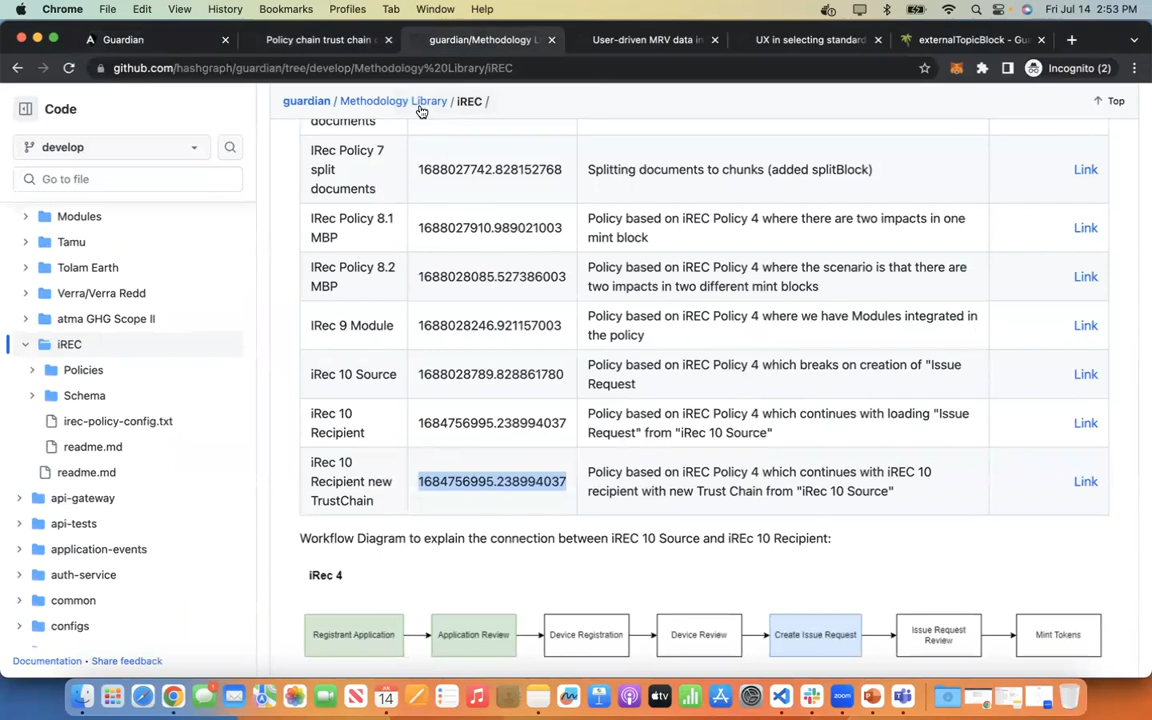 Chrome File Edit View History Bookmarks Profiles Tab Window Help Fri Jul 14 2:53 PM
Guardian Policy chain trust chain guardian/Methodology Li User-driven MRV data in UX in selecting standard externalTopicBlock - Gua
github.com/hashgraph/guardian/tree/develop/Methodology%20Library/iREC Incognito (2)
Code
develop
Go to file
Modules
Tamu
Tolam Earth
Verra/Verra Redd
atma GHG Scope II
iREC
Policies
Schema
irec-policy-config.txt
readme.md
readme.md
api-gateway
api-tests
application-events
auth-service
common
configs
Documentation • Share feedback
guardian / Methodology Library / iREC / Top
documents
IRec Policy 7
split
documents
1688027742.828152768
Splitting documents to chunks (added splitBlock)
Link
IRec Policy 8.1
MBP
1688027910.989021003
Policy based on iREC Policy 4 where there are two impacts in one
mint block
Link
IRec Policy 8.2
MBP
1688028085.527386003
Policy based on iREC Policy 4 where the scenario is that there are
two impacts in two different mint blocks
Link
IRec 9 Module
1688028246.921157003
Policy based on iREC Policy 4 where we have Modules integrated in
the policy
Link
iRec 10 Source
1688028789.828861780
Policy based on iREC Policy 4 which breaks on creation of "Issue
Request
Link
iRec 10
Recipient
1684756995.238994037
Policy based on iREC Policy 4 which continues with loading "Issue
Request" from "iRec 10 Source"
Link
iRec 10
Recipient new
TrustChain
1684756995.238994037
Policy based on iREC Policy 4 which continues with iREC 10
recipient with new Trust Chain from "iRec 10 Source"
Link
Workflow Diagram to explain the connection between iREC 10 Source and iREc 10 Recipient:
iRec 4
Registrant Application
Application Review
Device Registration
Device Review
Create Issue Request
Issue Request
Review
Mint Tokens